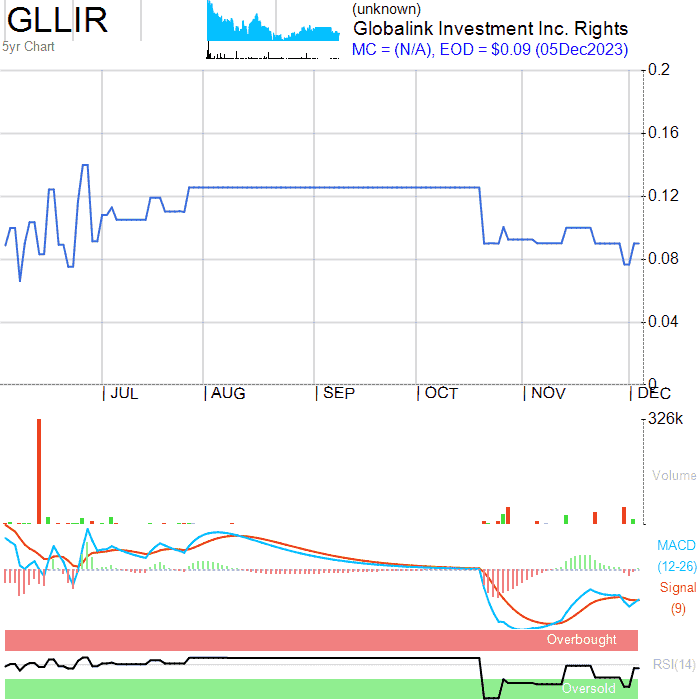 GLLIR
5yr Chart
(unknown)
Globalink Investment Inc. Rights
MC = (N/A), EOD = $0.09 (05Dec2023)
0.2
0.16
0.12
0.08
0.04
0
| JUL | AUG | SEP | OCT | NOV | DEC
326k
Volume
MACD
(12-26)
Signal
(9)
Overbought
RSI(14)
Oversold